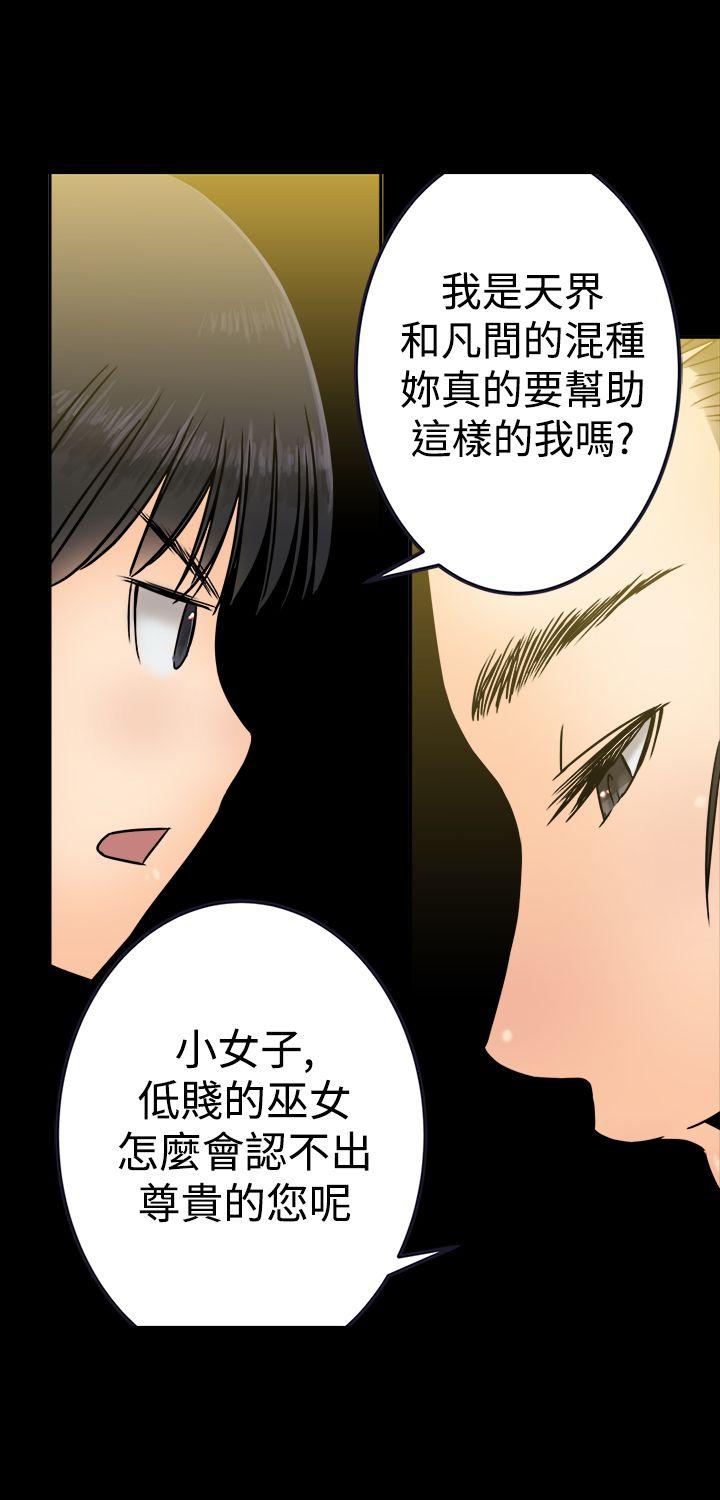 我是天界
和凡間的混種
妳真的要幫助
這樣的我嗎?
小女子,
低賤的巫女
怎麼會認不出
尊貴的您呢